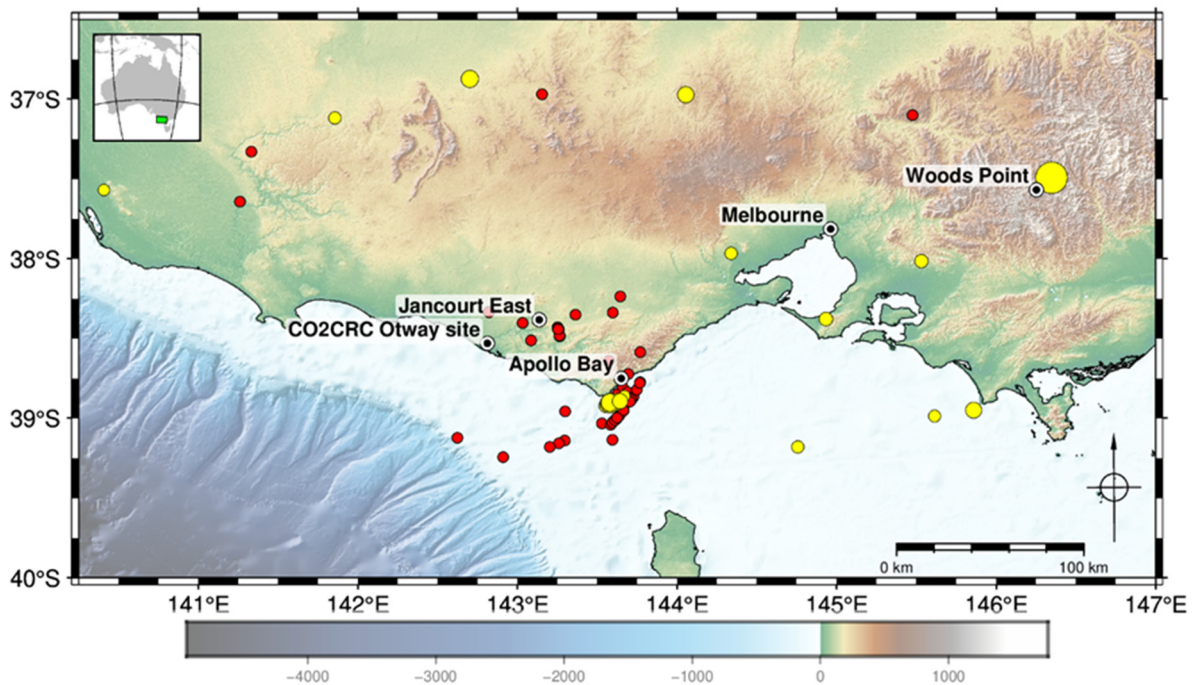 37°S
38°S
39°S
40°S
Woods Point
Melbourne
Jancourt East
CO2CRC Otway site
Apollo Bay
0 km
100 km
141°E
142°E
143°E
144°E
145°E
146°E
147°E
−4000
−3000
−2000
−1000
0
1000